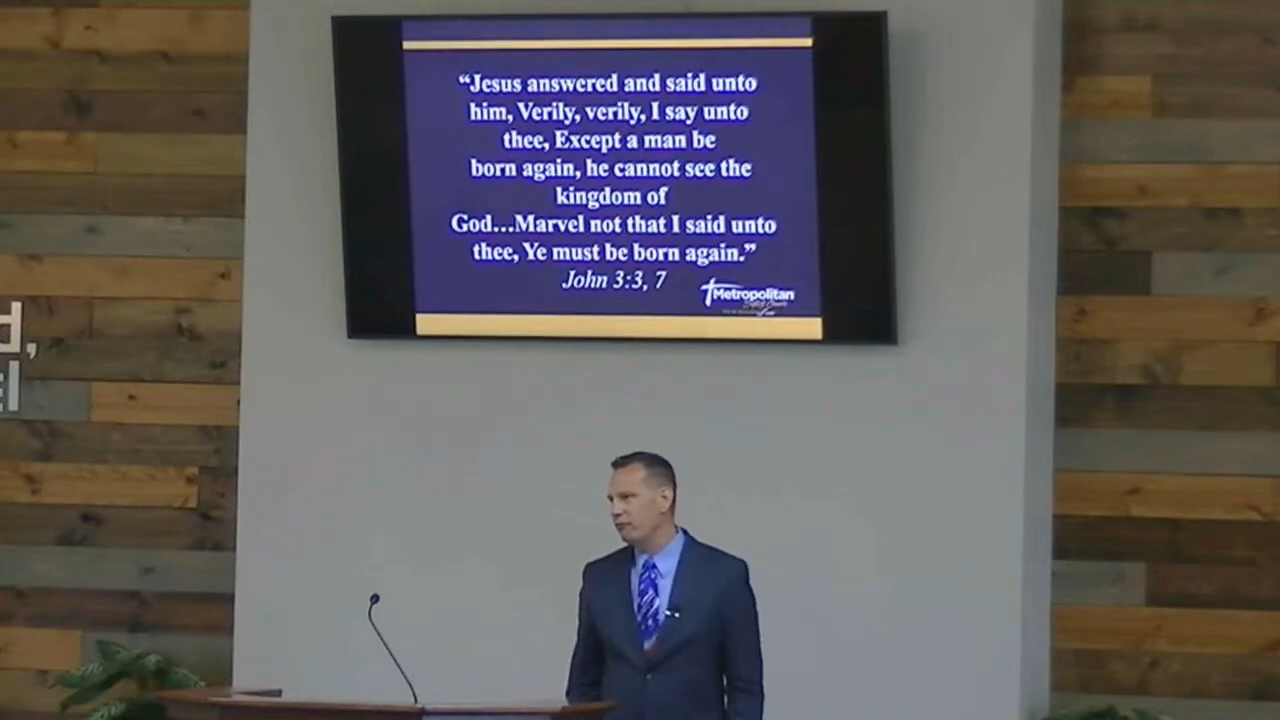 “Jesus answered and said unto
him, Verily, verily, I say unto
thee, Except a man be
born again, he cannot see the
kingdom of
God...Marvel not that I said unto
thee, Ye must be born again.”
John 3:3, 7
Metropolitan
d,
el